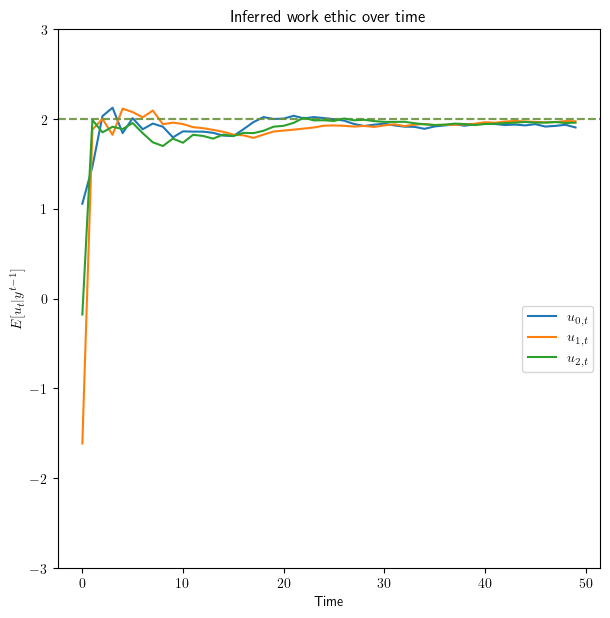 Inferred work ethic over time
E[u_t|y^{t−1}]
3
2
1
0
−1
−2
−3
u_{0,t}
u_{1,t}
u_{2,t}
0 10 20 30 40 50
Time